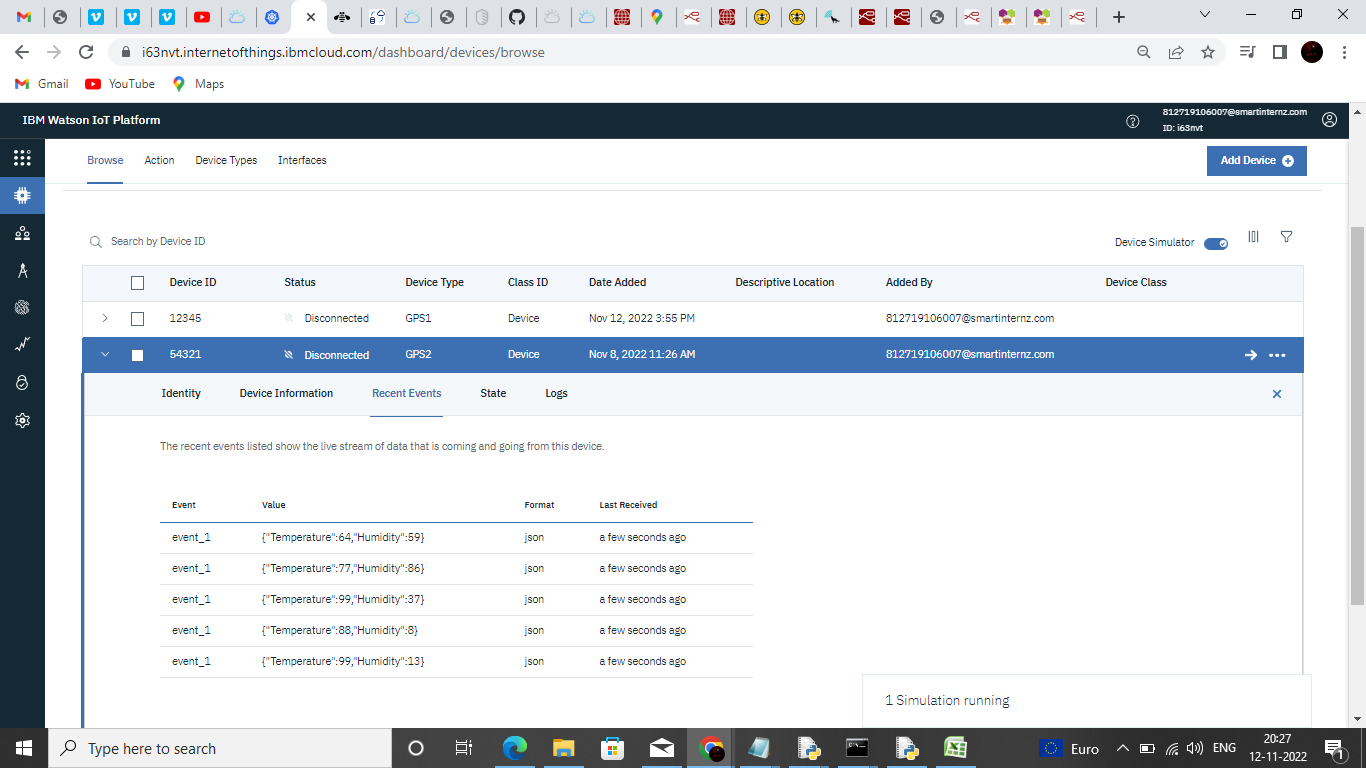 i63nvt.internetofthings.ibmcloud.com/dashboard/devices/browse
Gmail YouTube Maps
IBM Watson IoT Platform
812719106007@smartinternz.com
ID: i63nvt
Browse Action Device Types Interfaces Add Device
Search by Device ID Device Simulator
Device ID Status Device Type Class ID Date Added Descriptive Location Added By Device Class
12345 Disconnected GPS1 Device Nov 12, 2022 3:55 PM 812719106007@smartinternz.com
54321 Disconnected GPS2 Device Nov 8, 2022 11:26 AM 812719106007@smartinternz.com
Identity Device Information Recent Events State Logs
The recent events listed show the live stream of data that is coming and going from this device.
Event Value Format Last Received
event_1 {"Temperature":64,"Humidity":59} json a few seconds ago
event_1 {"Temperature":77,"Humidity":86} json a few seconds ago
event_1 {"Temperature":99,"Humidity":37} json a few seconds ago
event_1 {"Temperature":88,"Humidity":8} json a few seconds ago
event_1 {"Temperature":99,"Humidity":13} json a few seconds ago
1 Simulation running
Type here to search Euro ENG 20:27
12-11-2022
1